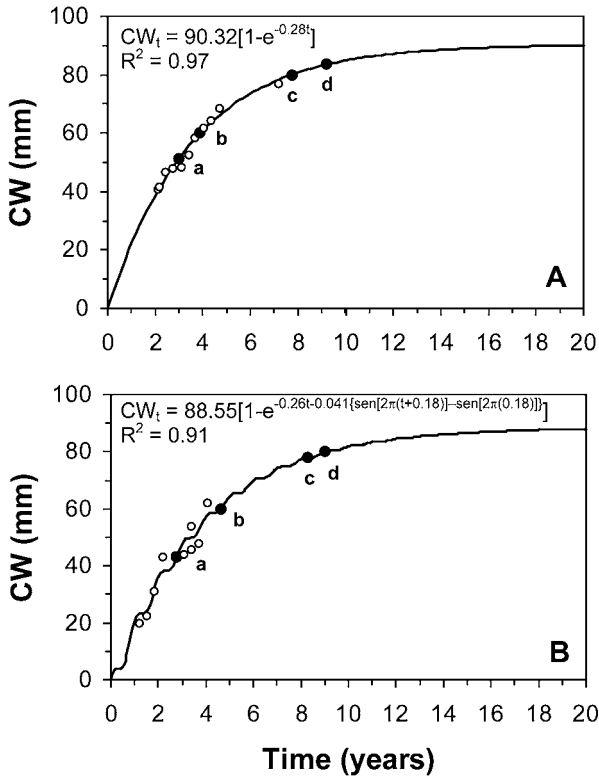 CWt = 90.32[1-e-0.28t]
R2 = 0.97
100
80
60
40
20
0
CW (mm)
a
b
c
d
A
0 2 4 6 8 10 12 14 16 18 20
CWt = 88.55[1-e-0.26t-0.041{sen[2π(t+0.18)]–sen[2π(0.18)]}]
R2 = 0.91
100
80
60
40
20
0
CW (mm)
a
b
c
d
B
0 2 4 6 8 10 12 14 16 18 20
Time (years)